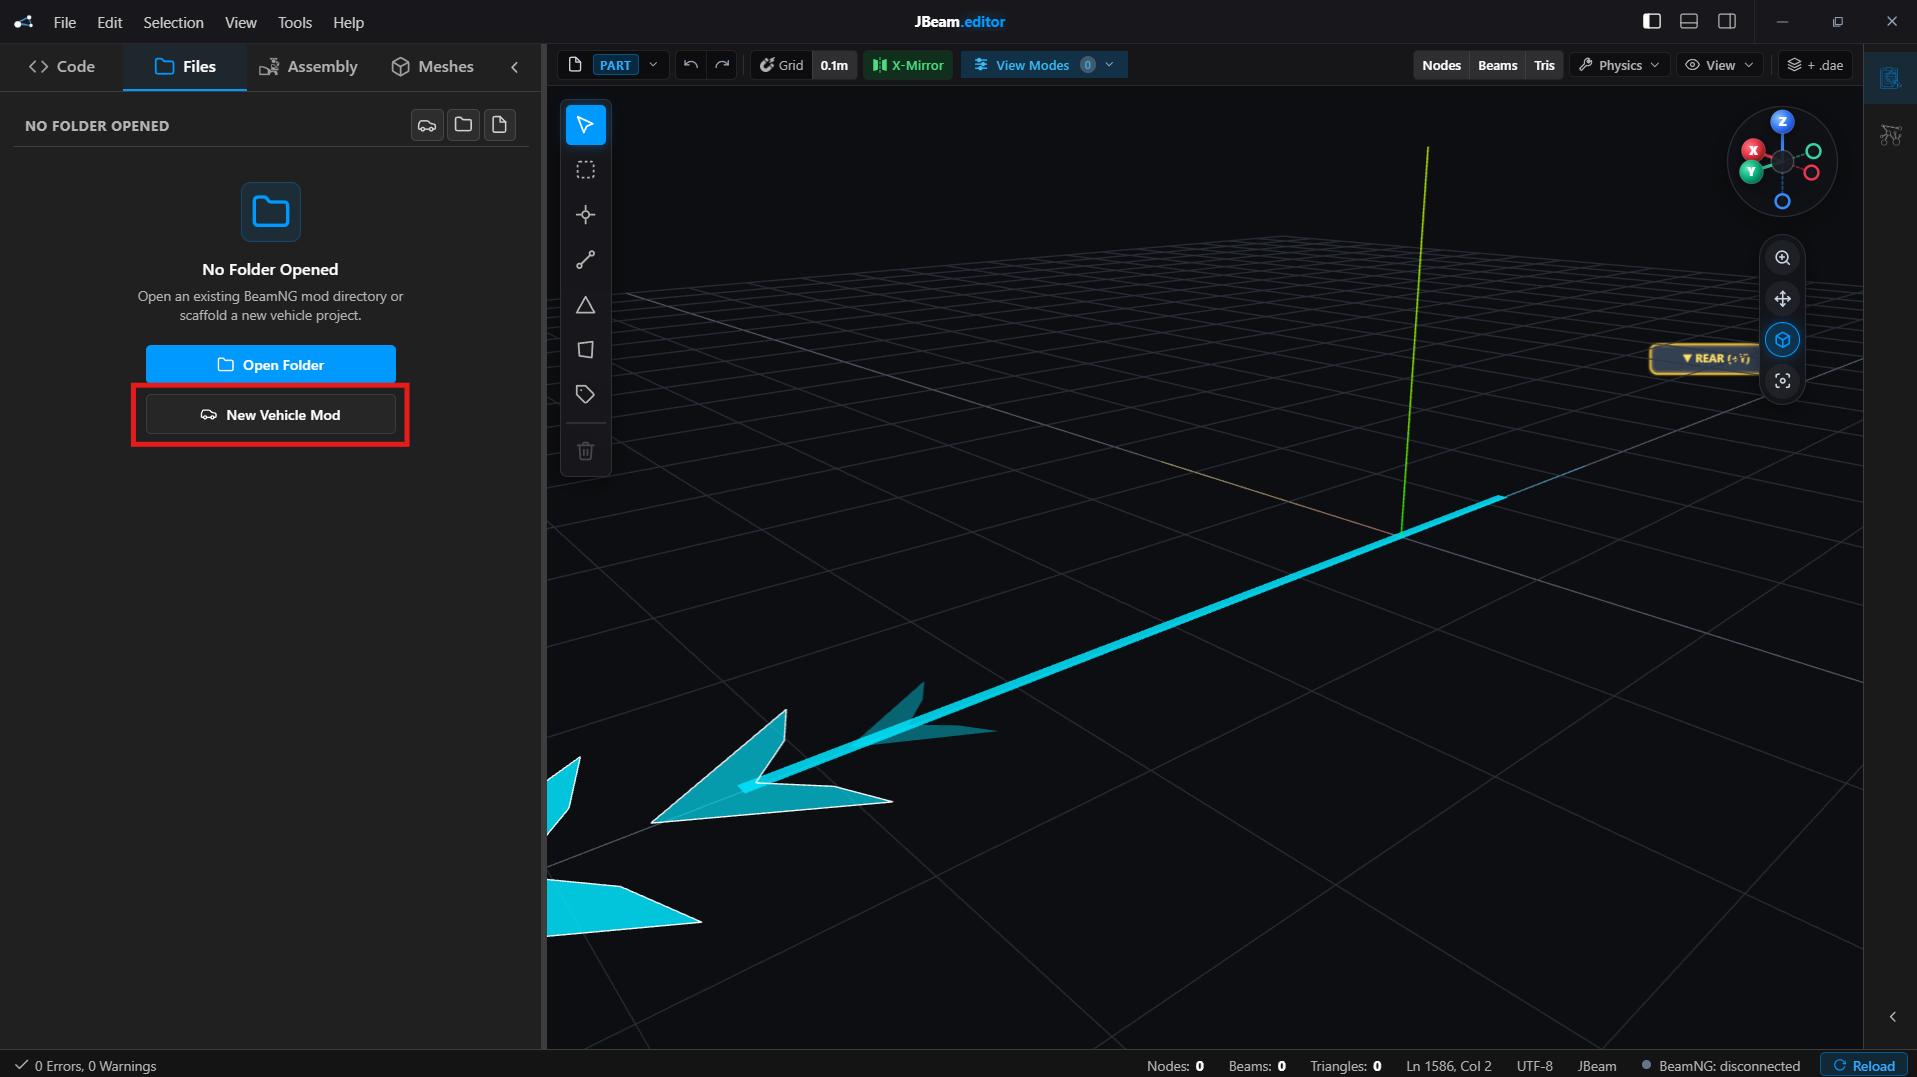 File Edit Selection View Tools Help
JBeam.editor
Code Files Assembly Meshes
PART Grid 0.1m X-Mirror View Modes 0 Nodes Beams Tris Physics View + .dae
NO FOLDER OPENED
Z
X
Y
No Folder Opened
Open an existing BeamNG mod directory or
scaffold a new vehicle project.
REAR (+Y)
Open Folder
New Vehicle Mod
0 Errors, 0 Warnings Nodes: 0 Beams: 0 Triangles: 0 Ln 1586, Col 2 UTF-8 JBeam BeamNG: disconnected Reload